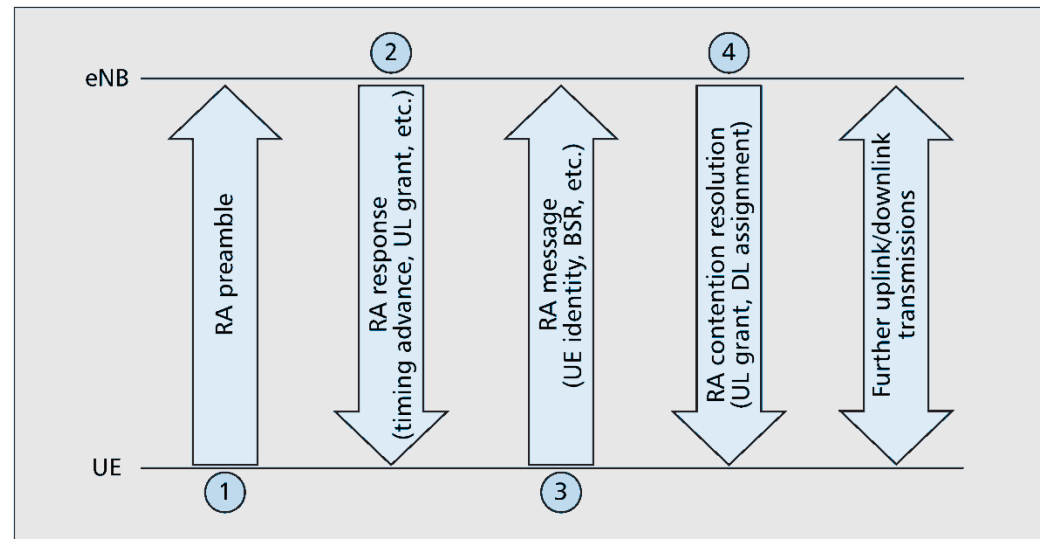 2
4
eNB
RA preamble
RA response
(timing advance, UL grant, etc.)
RA message
(UE identity, BSR, etc.)
RA contention resolution
(UL grant, DL assignment)
Further uplink/downlink
transmissions
UE
1
3